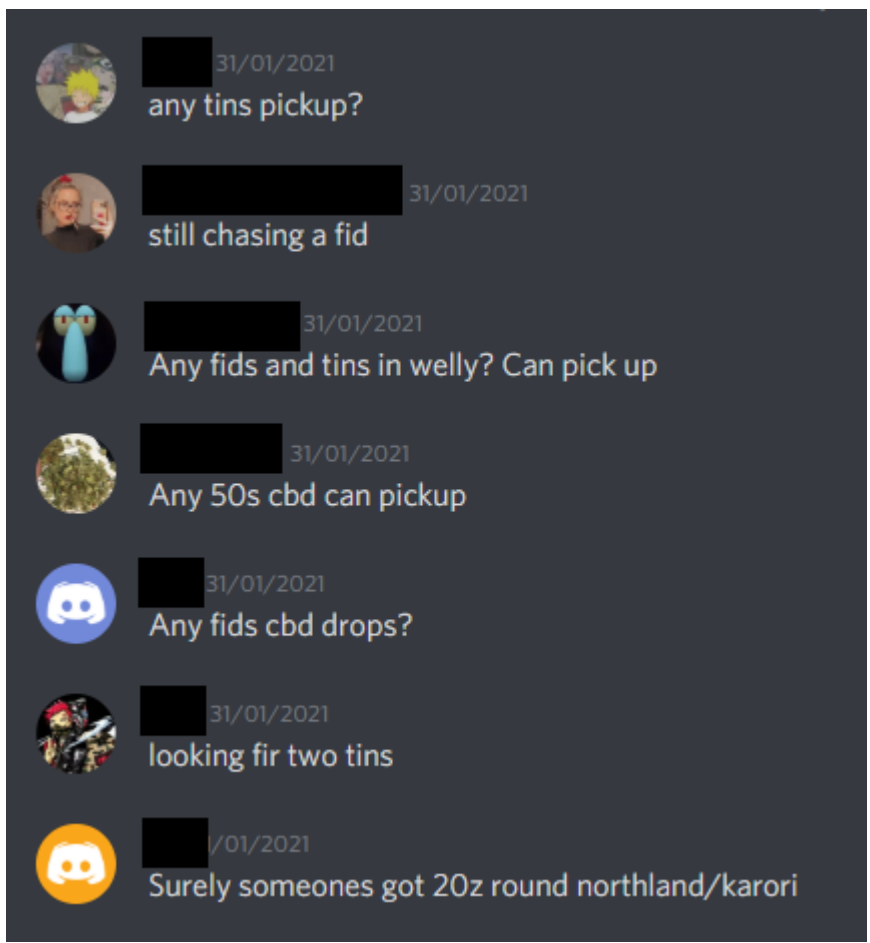 31/01/2021
any tins pickup?
31/01/2021
still chasing a fid
31/01/2021
Any fids and tins in welly? Can pick up
31/01/2021
Any 50s cbd can pickup
31/01/2021
Any fids cbd drops?
31/01/2021
looking fir two tins
/01/2021
Surely someones got 20z round northland/karori